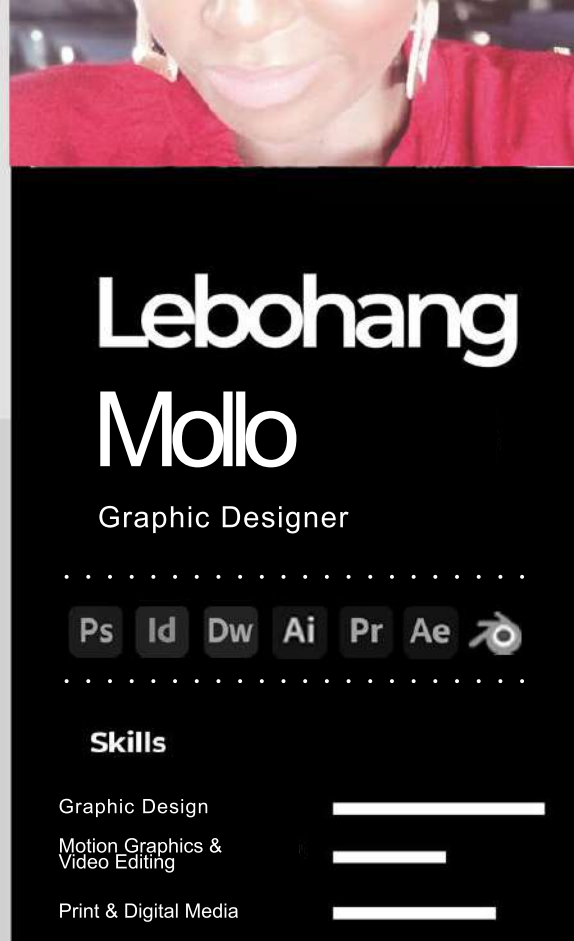 Lebohang
Mollo
Graphic Designer
Ps Id Dw Ai Pr Ae
Skills
Graphic Design
Motion Graphics &
Video Editing
Print & Digital Media